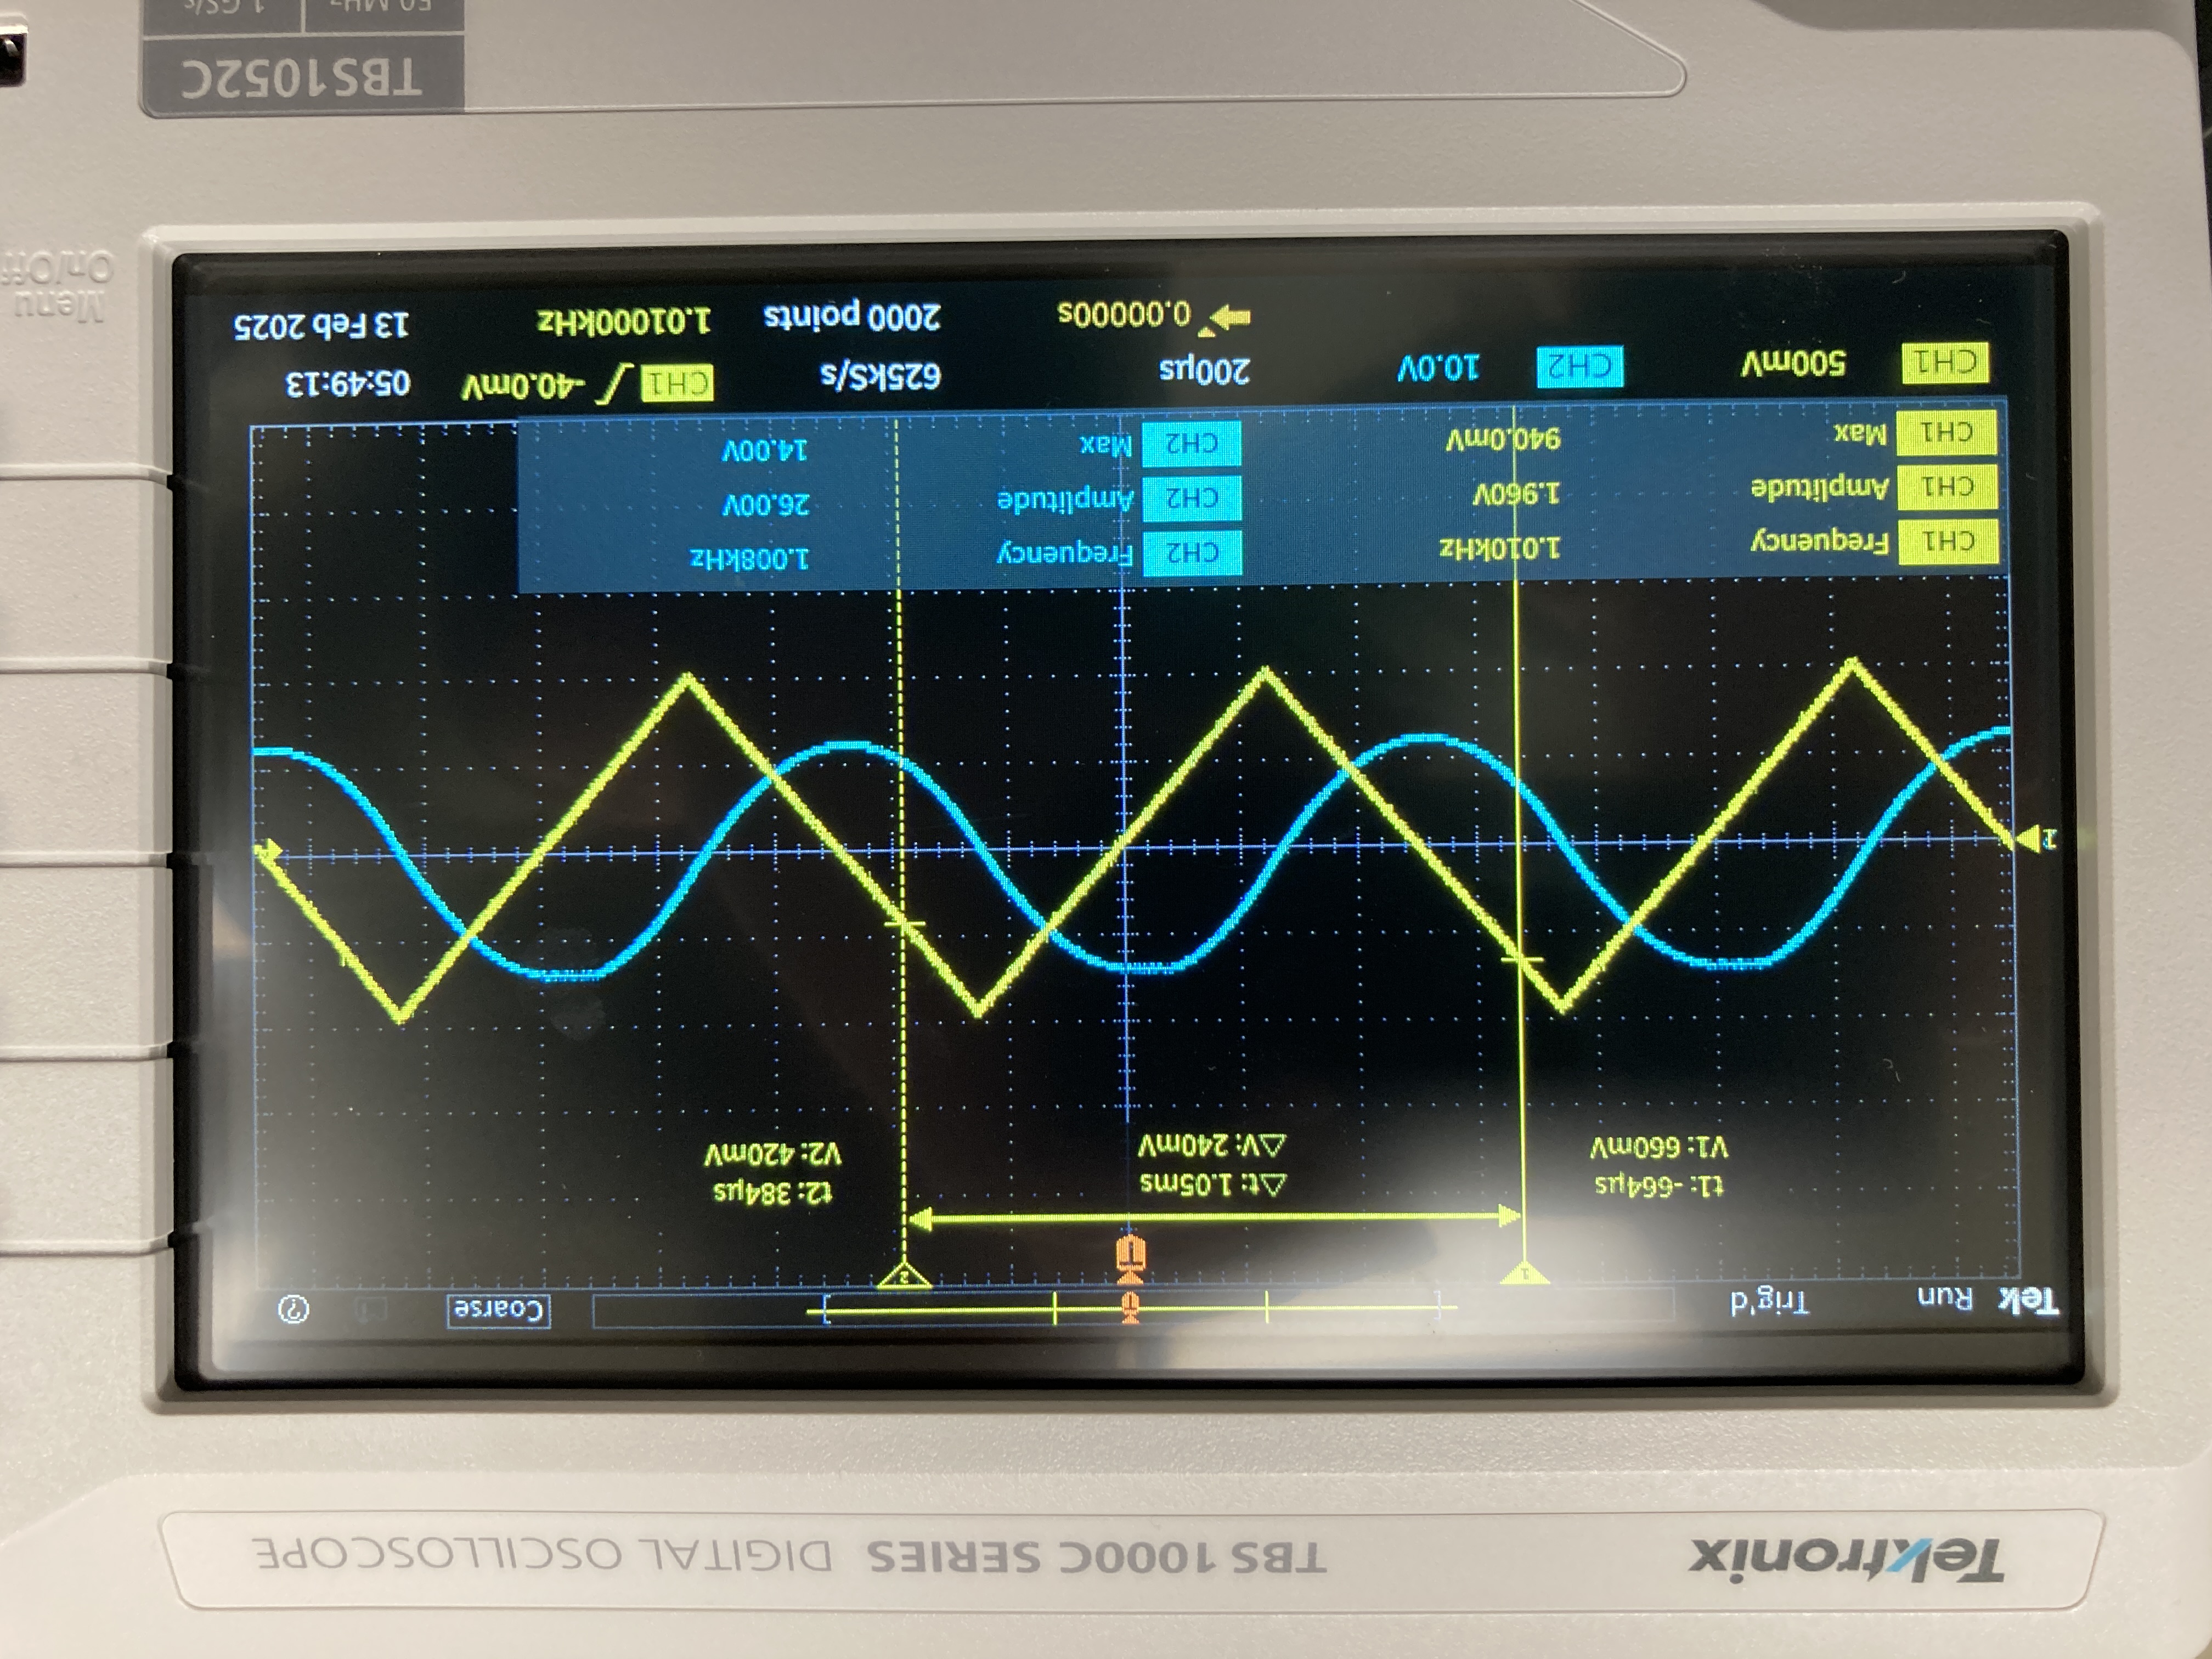 Tektronix TBS 1000C SERIES DIGITAL OSCILLOSCOPE
Tek Run Trig'd T Coarse ?
1 T 2
t1: -664µs △t: 1.05ms t2: 384µs
V1: 660mV △V: 240mV V2: 420mV
CH1 Frequency 1.010kHz CH2 Frequency 1.008kHz
CH1 Amplitude 1.960V CH2 Amplitude 26.00V
CH1 Max 940.0mV CH2 Max 14.00V
CH1 500mV CH2 10.0V 200µs 625kS/s CH1 -40.0mV 05:49:13
0.00000s 2000 points 1.01000kHz 13 Feb 2025
Menu
On/Off
TBS1052C
50 MHz 1 GS/s